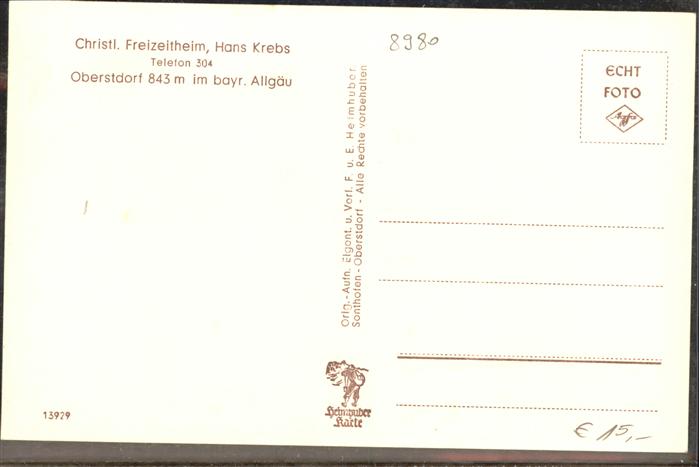 Christl. Freizeitheim, Hans Krebs
Telefon 304
Oberstdorf 843 m im bayr. Allgäu
8980
ECHT
FOTO
Agfa
Orig.-Aufn. Eigent. u. Verl. F. u. E. Heimhuber
Sonthofen-Oberstdorf - Alle Rechte vorbehalten
Heimhuber
Karte
13929
€ 15,-